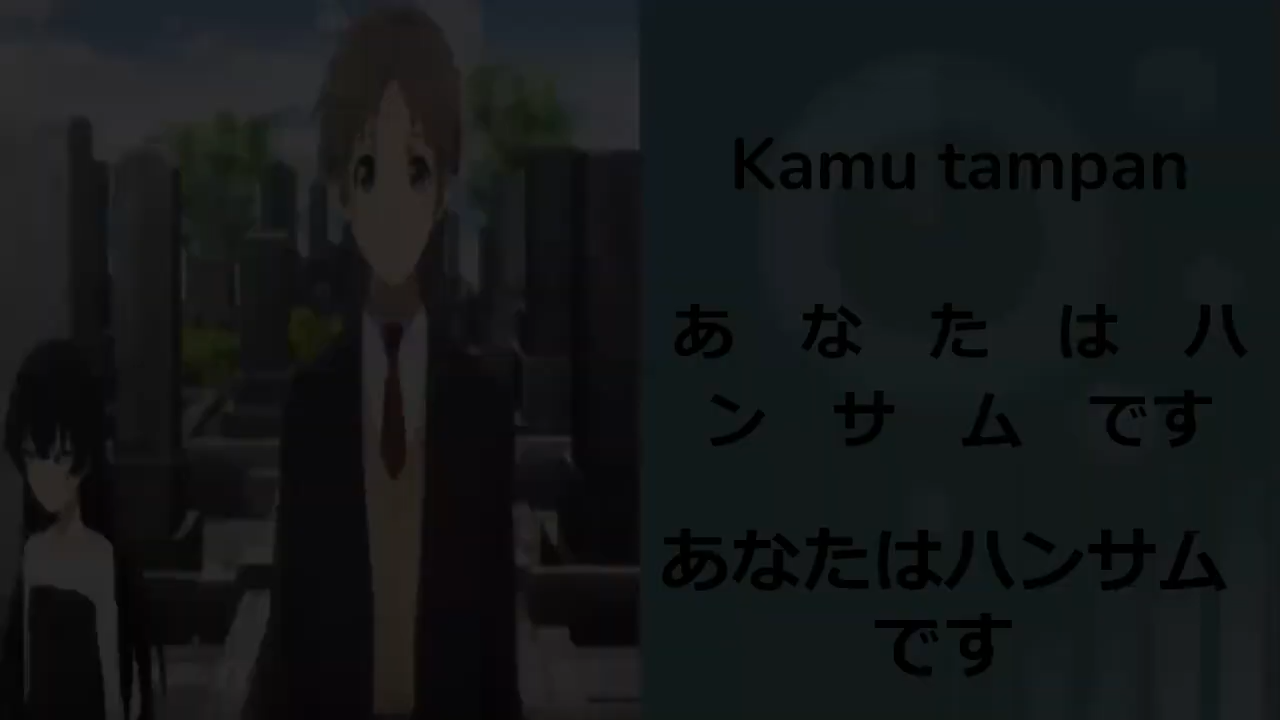 Kamu tampan
あ な た は ハ
ン サ ム です
あなたはハンサム
です